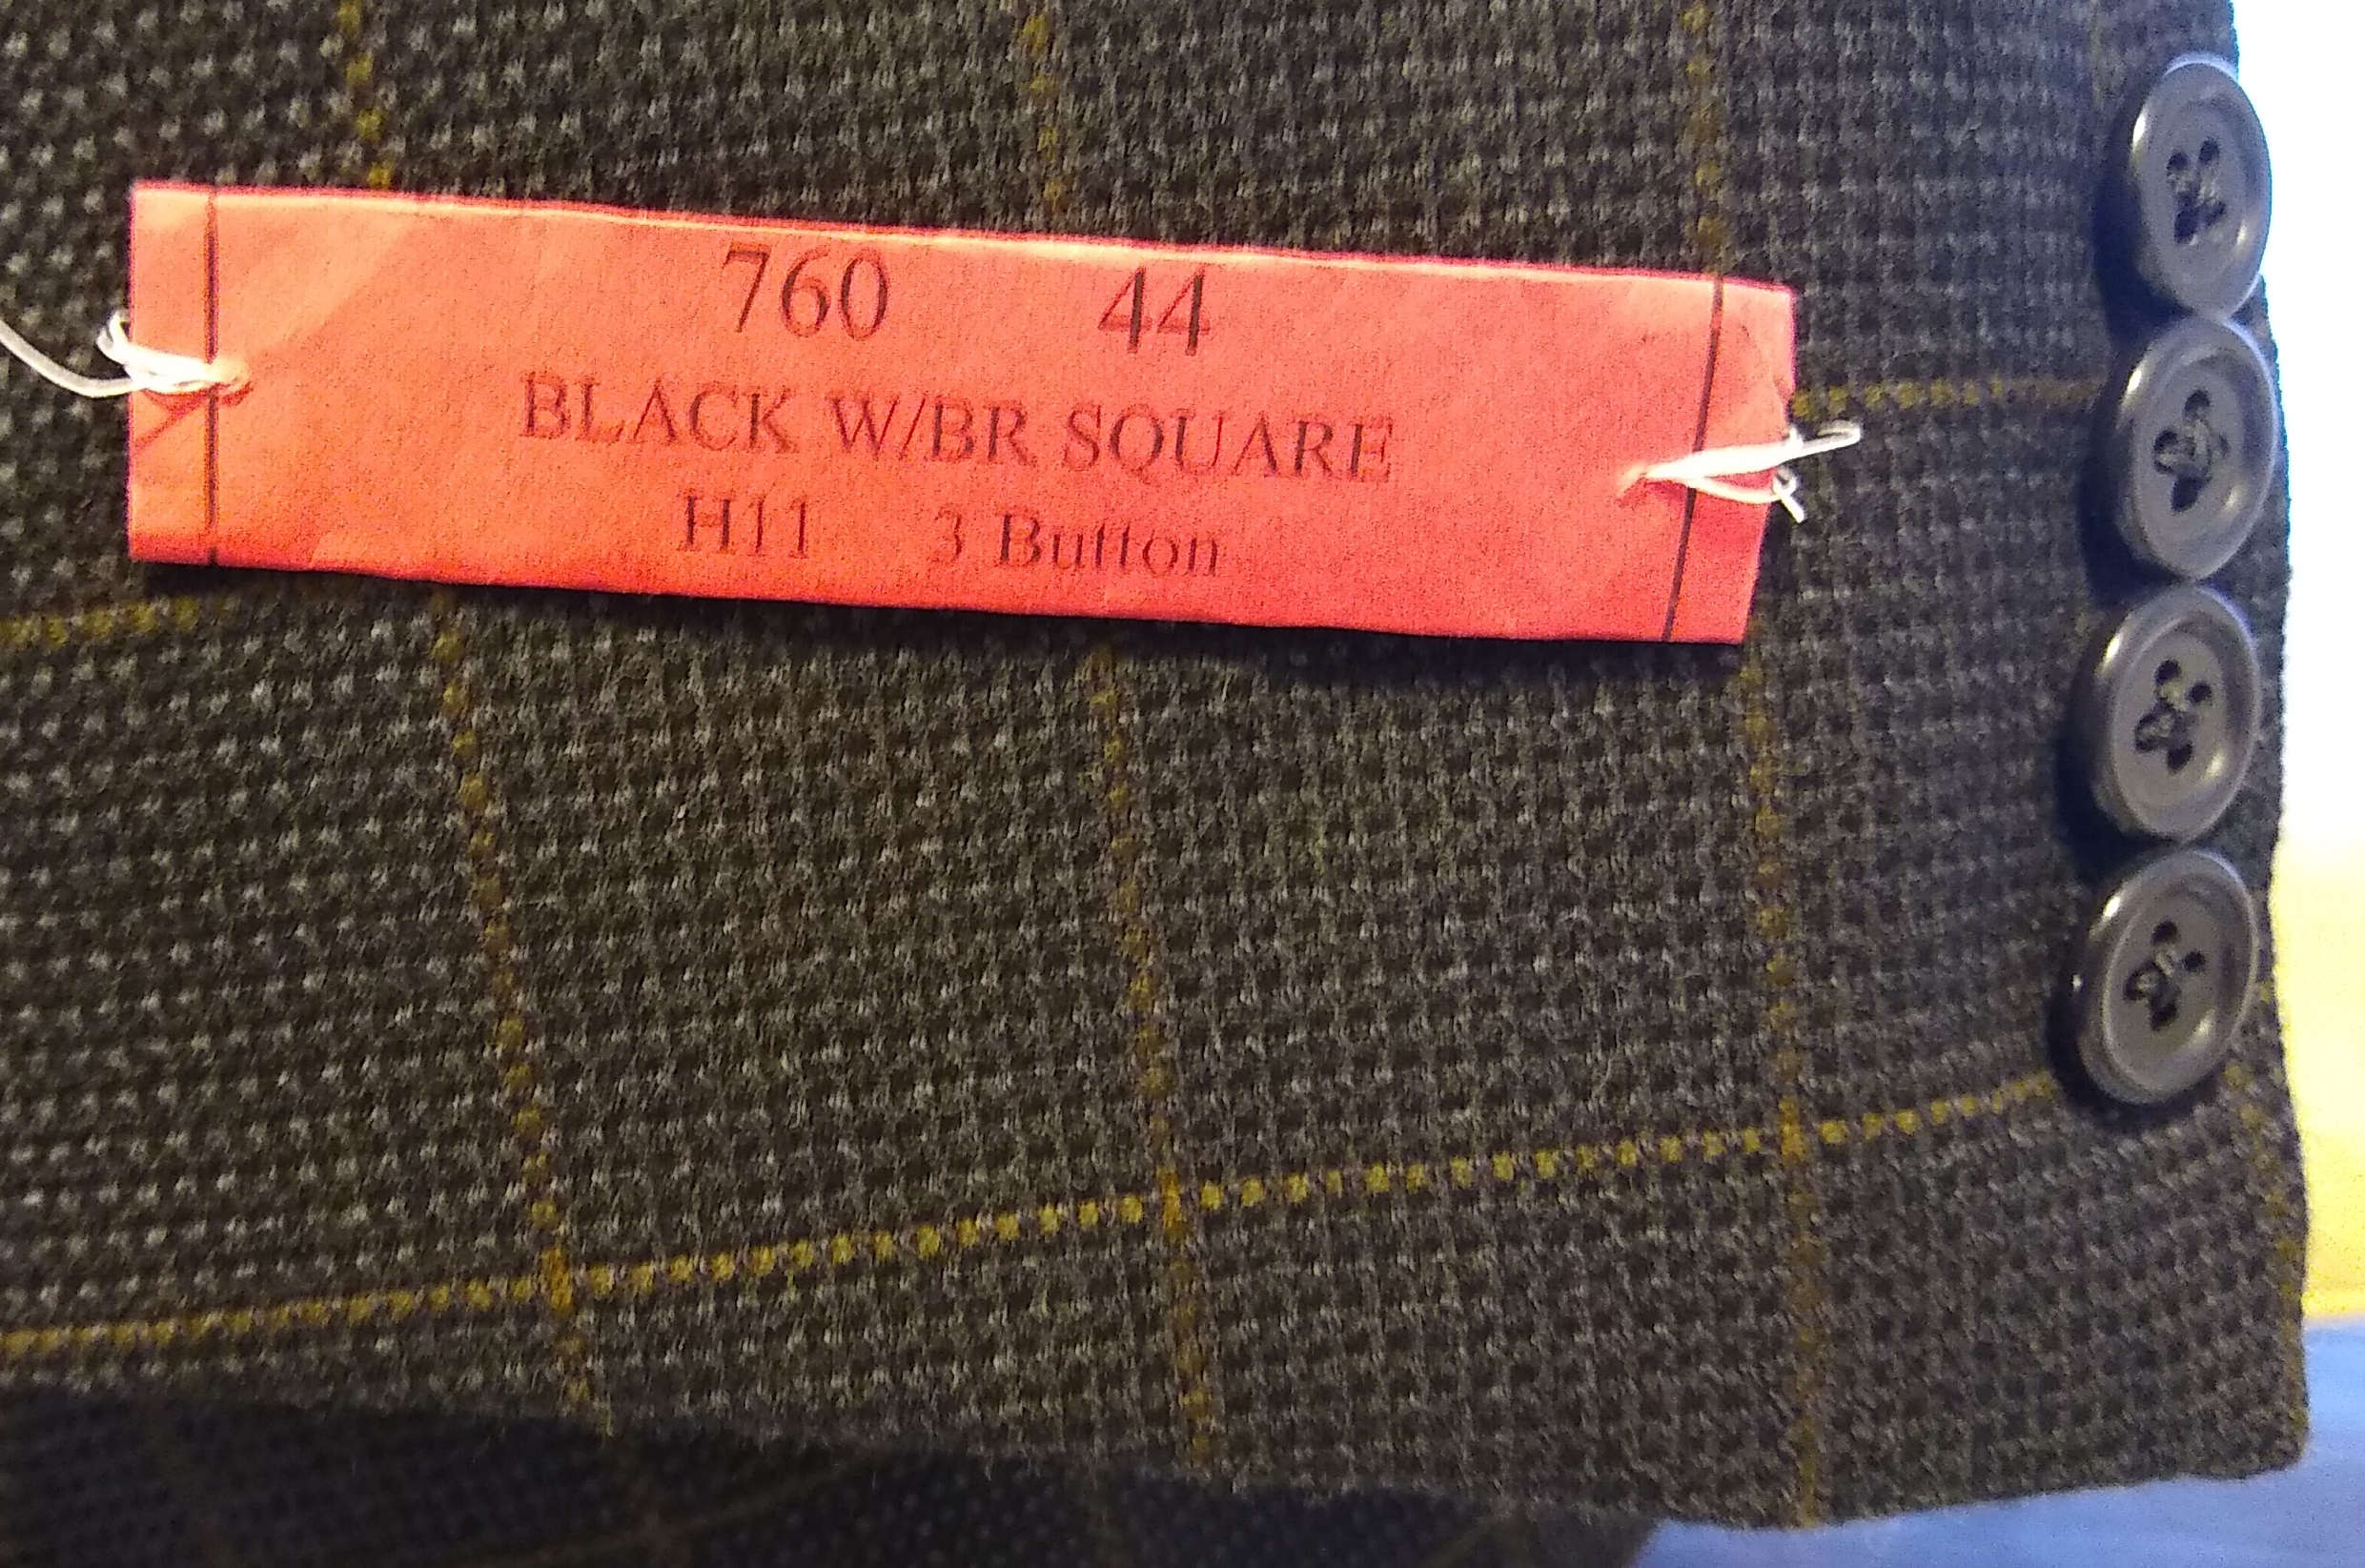 760 44
BLACK W/BR SQUARE
H11 3 Button